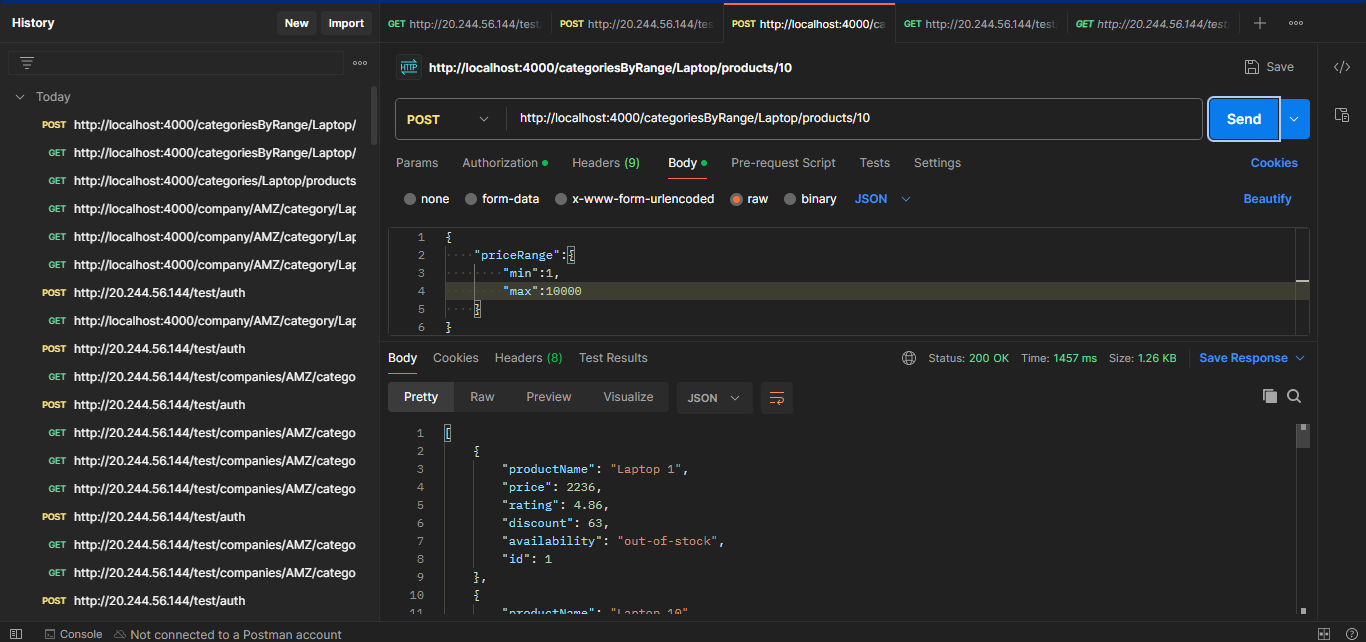 History
New
Import
GET http://20.244.56.144/test
POST http://20.244.56.144/tes
POST http://localhost:4000/ca
GET http://20.244.56.144/test
GET http://20.244.56.144/test
HTTP
http://localhost:4000/categoriesByRange/Laptop/products/10
Save
</>
Today
POST http://localhost:4000/categoriesByRange/Laptop/
GET http://localhost:4000/categoriesByRange/Laptop/
GET http://localhost:4000/categories/Laptop/products
GET http://localhost:4000/company/AMZ/category/Lap
GET http://localhost:4000/company/AMZ/category/Lap
GET http://localhost:4000/company/AMZ/category/Lap
POST http://20.244.56.144/test/auth
GET http://localhost:4000/company/AMZ/category/Lap
POST http://20.244.56.144/test/auth
GET http://20.244.56.144/test/companies/AMZ/catego
POST http://20.244.56.144/test/auth
GET http://20.244.56.144/test/companies/AMZ/catego
GET http://20.244.56.144/test/companies/AMZ/catego
GET http://20.244.56.144/test/companies/AMZ/catego
POST http://20.244.56.144/test/auth
GET http://20.244.56.144/test/companies/AMZ/catego
GET http://20.244.56.144/test/companies/AMZ/catego
POST http://20.244.56.144/test/auth
POST
http://localhost:4000/categoriesByRange/Laptop/products/10
Send
Params Authorization Headers (9) Body Pre-request Script Tests Settings Cookies
none form-data x-www-form-urlencoded raw binary JSON Beautify
1 {
2 "priceRange":{
3 "min":1,
4 "max":10000
5 }
6 }
Body Cookies Headers (8) Test Results Status: 200 OK Time: 1457 ms Size: 1.26 KB Save Response
Pretty Raw Preview Visualize JSON
1 [
2 {
3 "productName": "Laptop 1",
4 "price": 2236,
5 "rating": 4.86,
6 "discount": 63,
7 "availability": "out-of-stock",
8 "id": 1
9 },
10 {
11 "productName": "Laptop 10"
Console Not connected to a Postman account